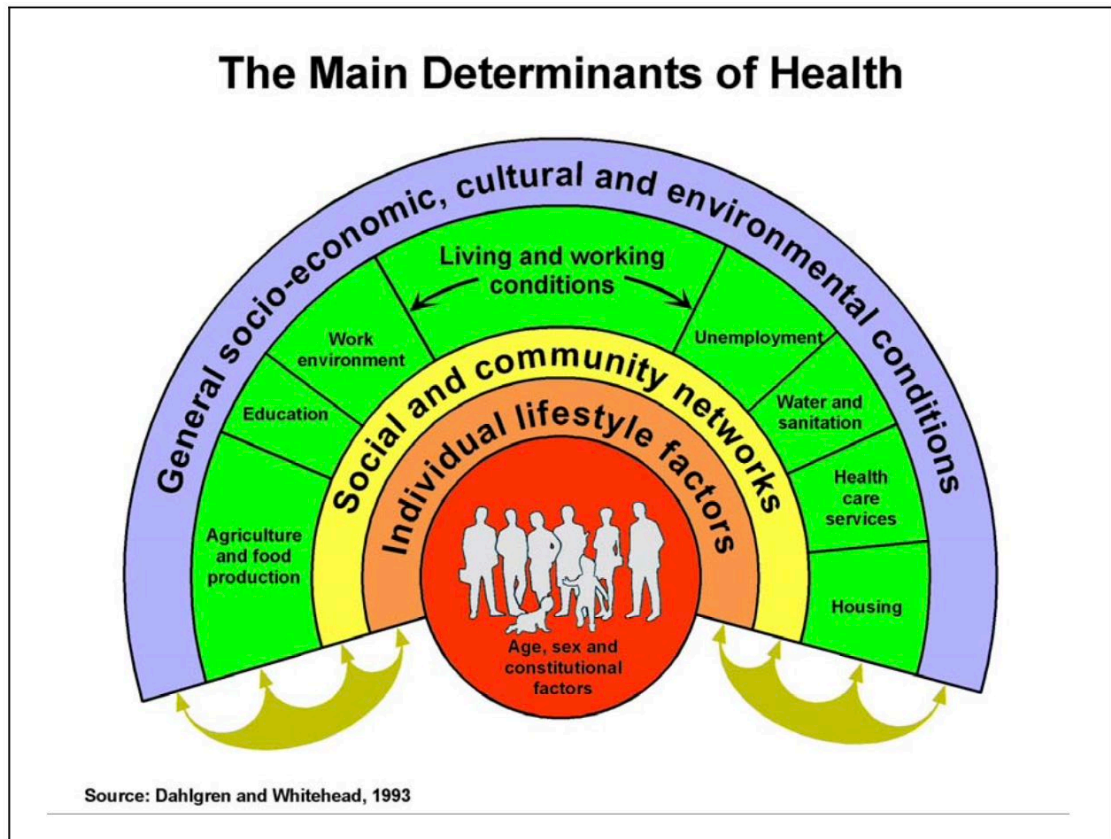 The Main Determinants of Health
General socio-economic, cultural and environmental conditions
Living and working
conditions
Work
environment
Unemployment
Education
Water and
sanitation
Agriculture
and food
production
Health
care
services
Housing
Social and community networks
Individual lifestyle factors
Age, sex and
constitutional
factors
Source: Dahlgren and Whitehead, 1993